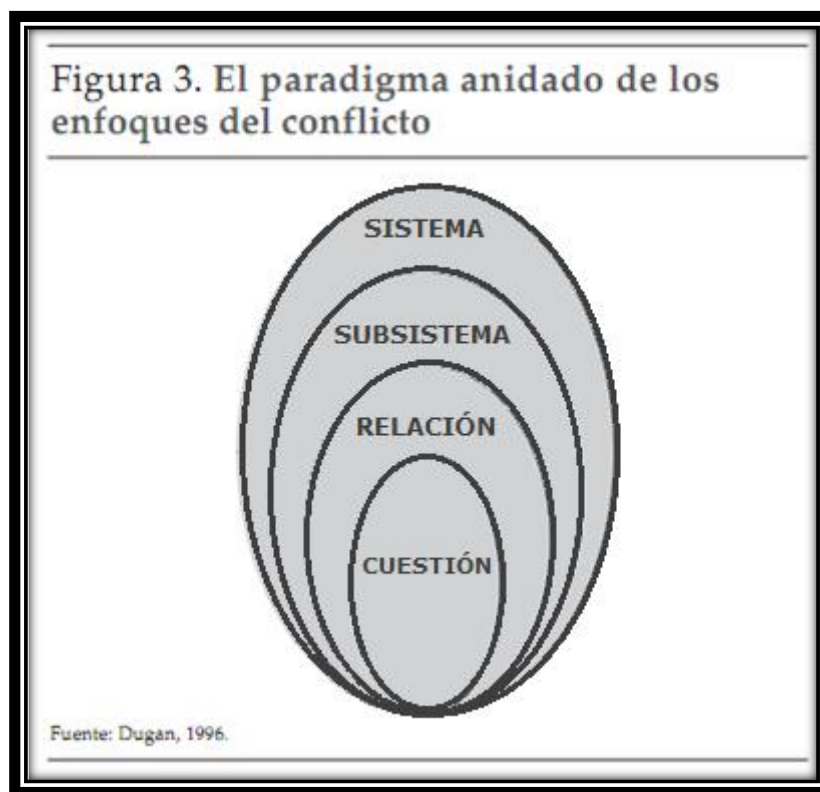 Figura 3. El paradigma anidado de los
enfoques del conflicto
SISTEMA
SUBSISTEMA
RELACIÓN
CUESTIÓN
Fuente: Dugan, 1996.